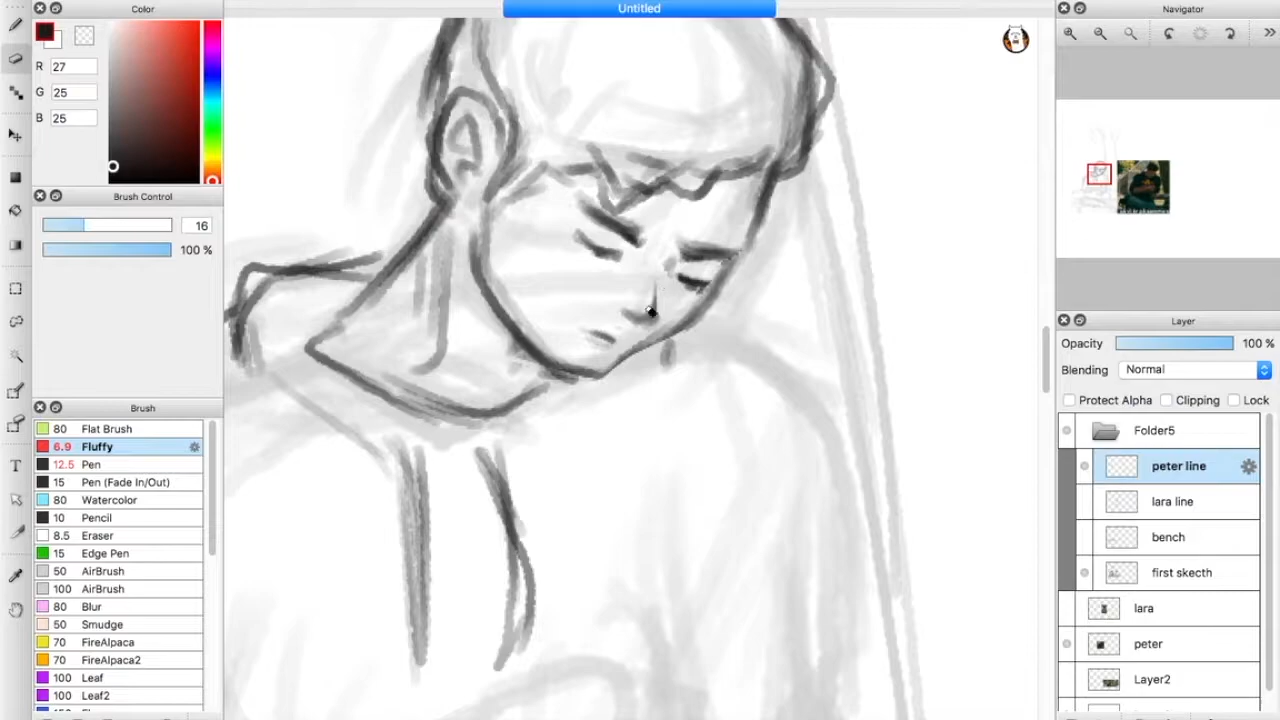 Color
Untitled
Navigator
R 27
G 25
B 25
Brush Control
16
100 %
Brush
80 Flat Brush
6.9 Fluffy
12.5 Pen
15 Pen (Fade In/Out)
80 Watercolor
10 Pencil
8.5 Eraser
15 Edge Pen
50 AirBrush
100 AirBrush
80 Blur
50 Smudge
70 FireAlpaca
70 FireAlpaca2
100 Leaf
100 Leaf2
Layer
Opacity 100 %
Blending Normal
Protect Alpha Clipping Lock
Folder5
peter line
lara line
bench
first skecth
lara
peter
Layer2